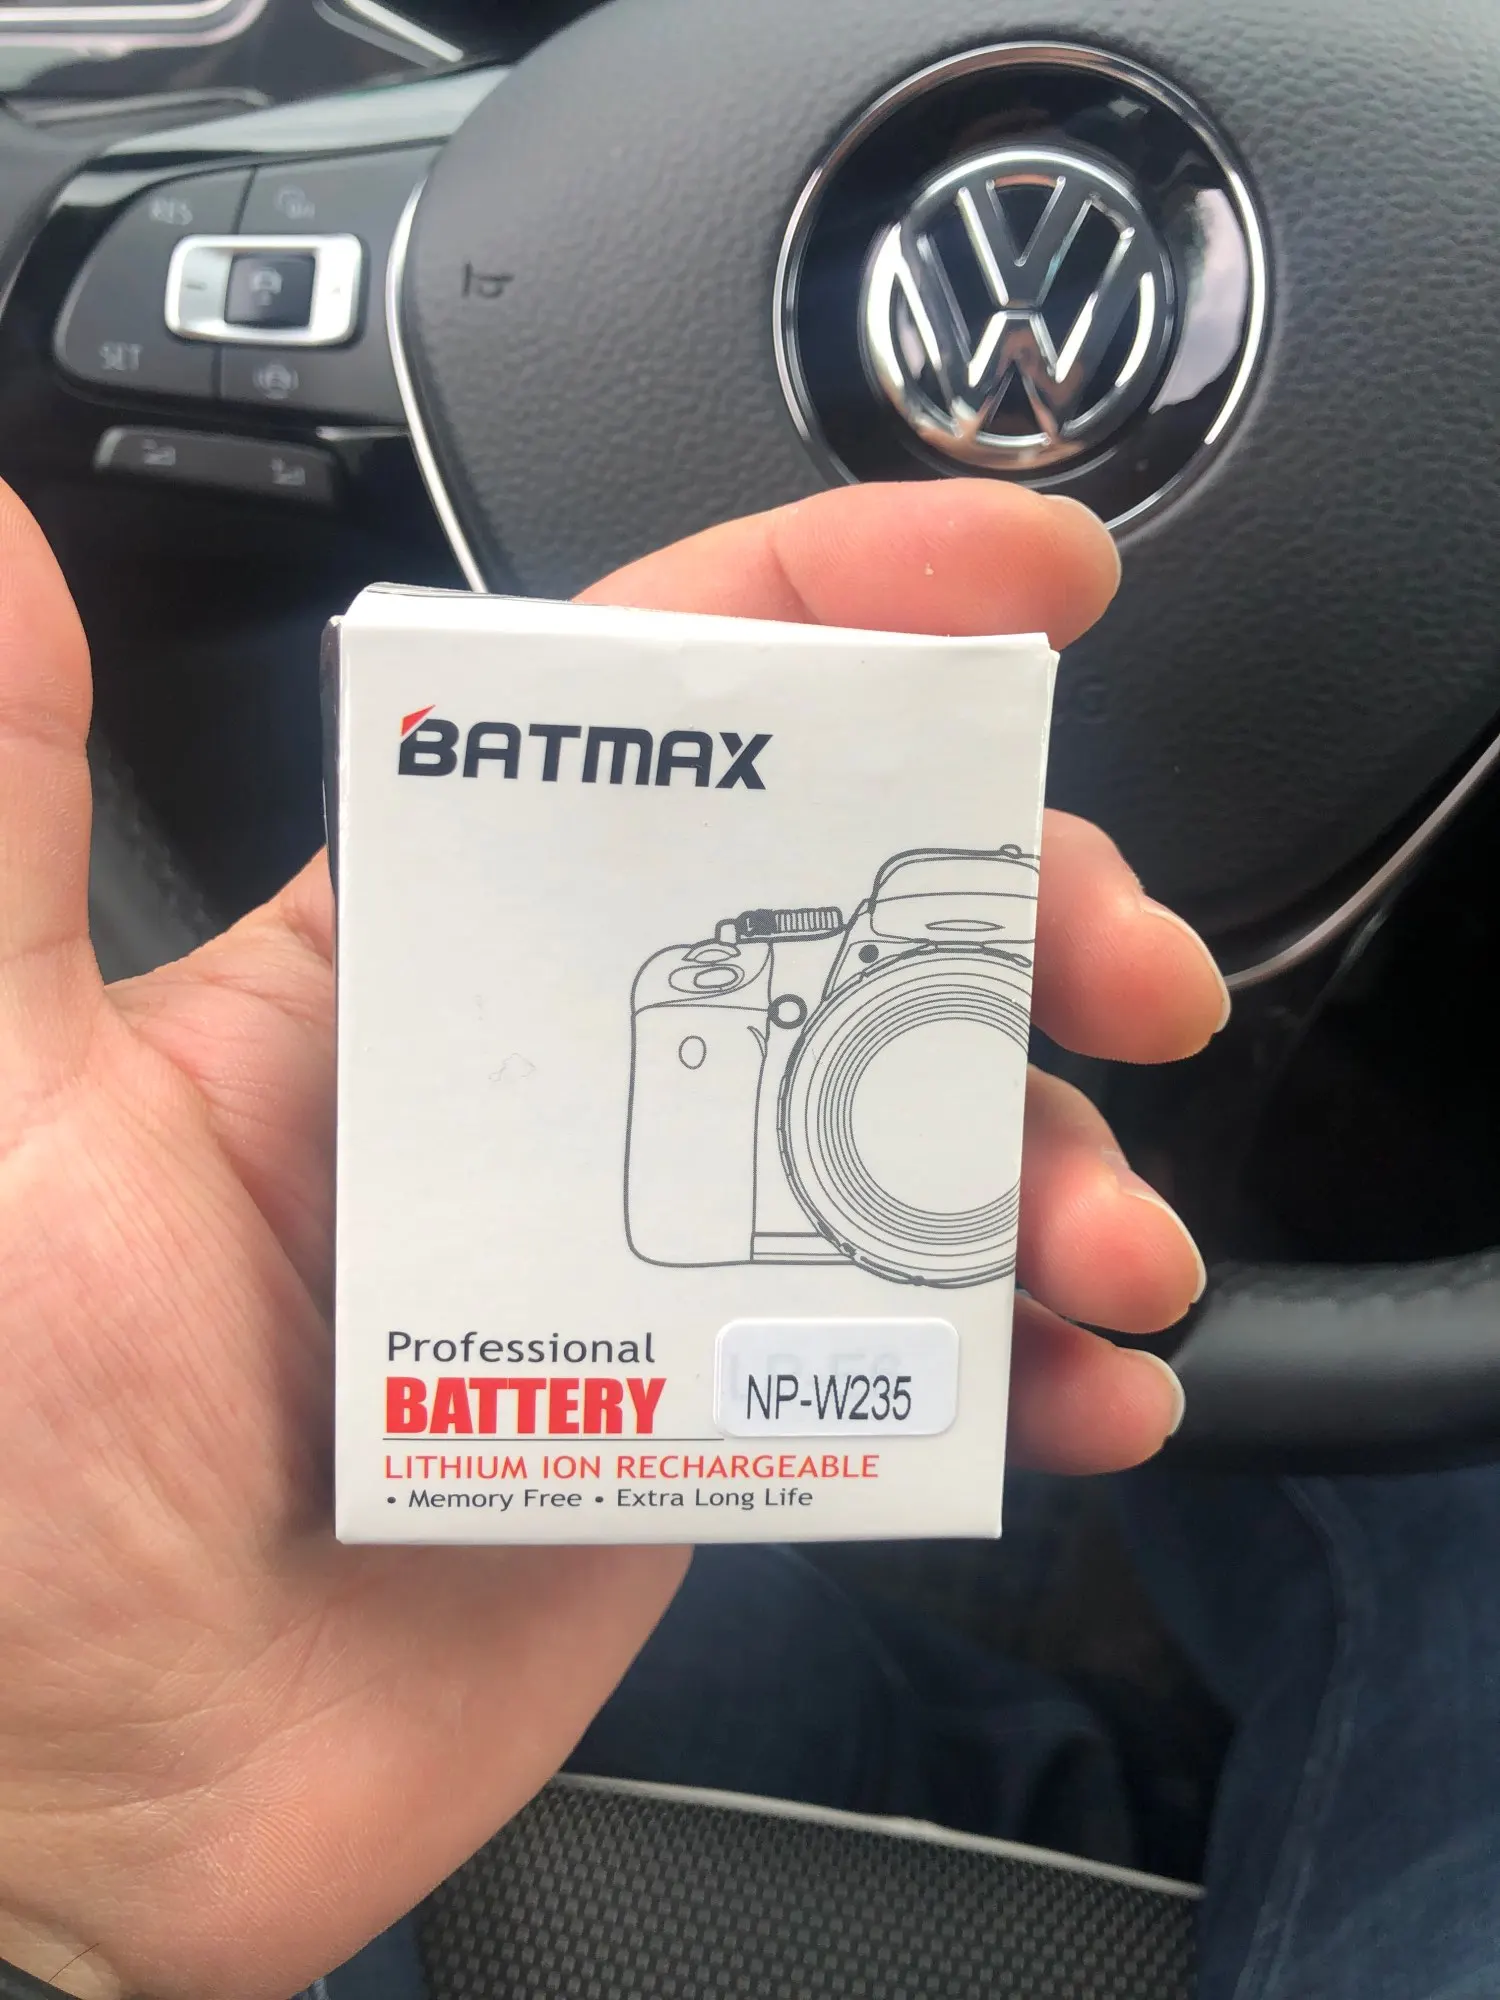 RES
SET
BATMAX
Professional
BATTERY
NP-W235
LITHIUM ION RECHARGEABLE
• Memory Free • Extra Long Life